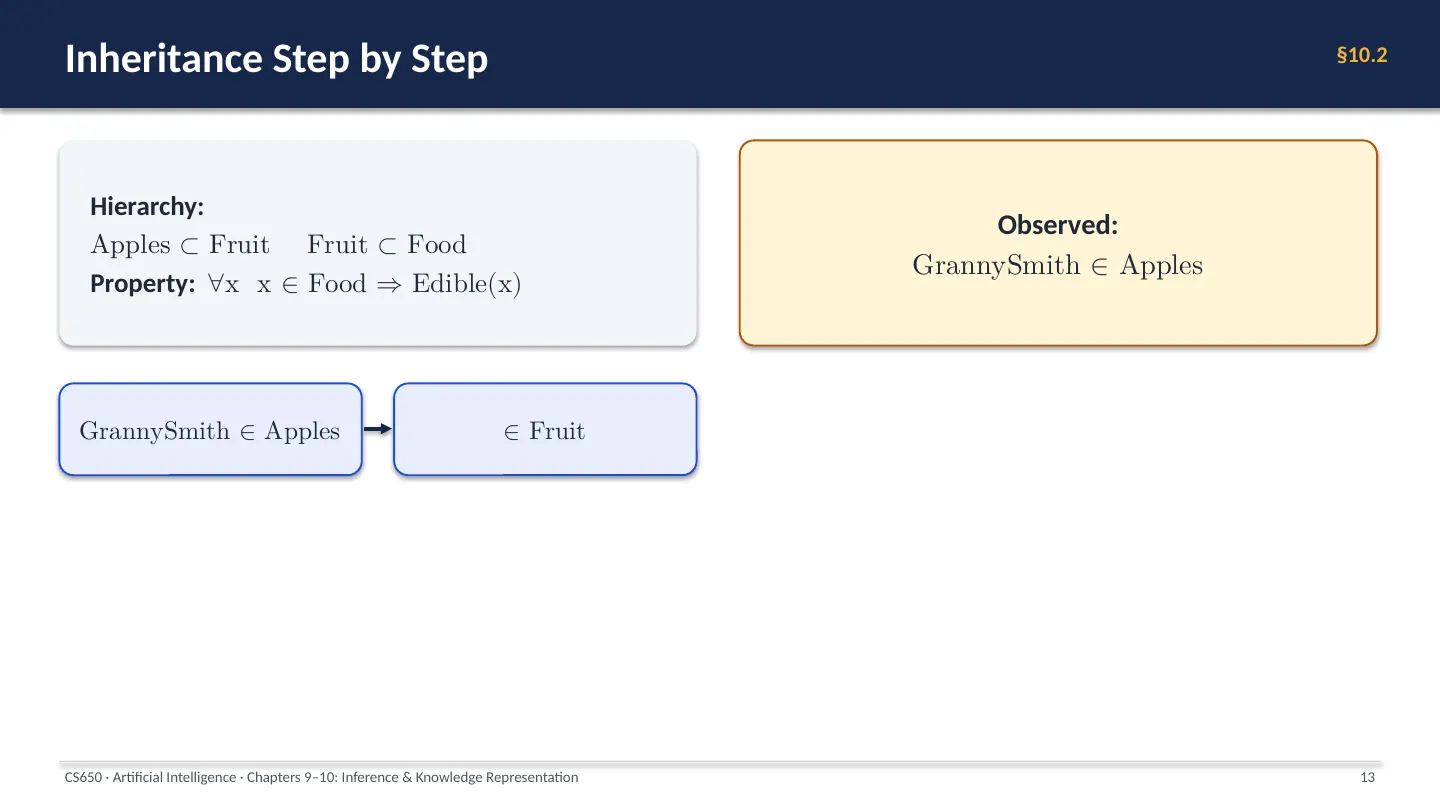 Inheritance Step by Step
§10.2
Hierarchy:
Apples ⊂ Fruit Fruit ⊂ Food
Property: ∀x x ∈ Food ⇒ Edible(x)
Observed:
GrannySmith ∈ Apples
GrannySmith ∈ Apples
∈ Fruit
CS650 · Artificial Intelligence · Chapters 9–10: Inference & Knowledge Representation
13